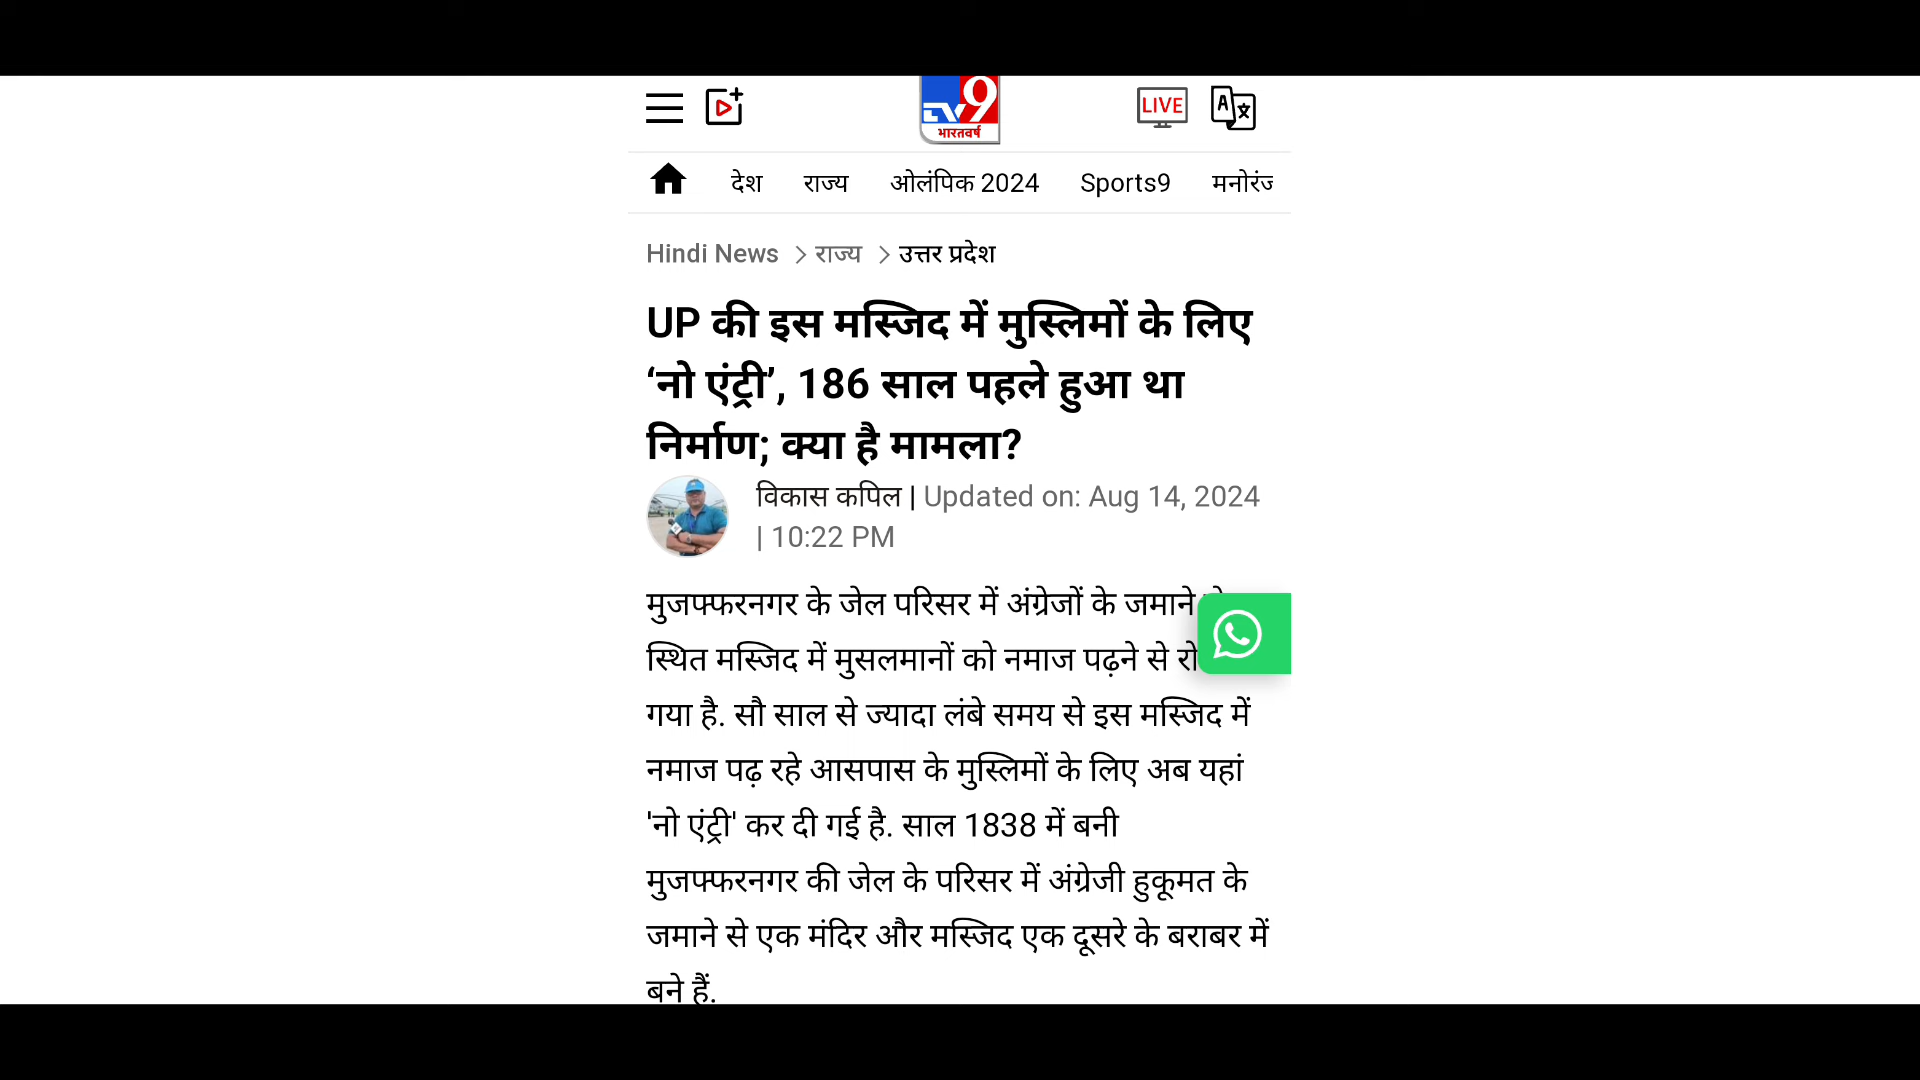 TV9
भारतवर्ष
LIVE
देश राज्य ओलंपिक 2024 Sports9 मनोरंज
Hindi News > राज्य > उत्तर प्रदेश
UP की इस मस्जिद में मुस्लिमों के लिए
‘नो एंट्री’, 186 साल पहले हुआ था
निर्माण; क्या है मामला?
विकास कपिल | Updated on: Aug 14, 2024
| 10:22 PM
मुजफ्फरनगर के जेल परिसर में अंग्रेजों के जमाने
स्थित मस्जिद में मुसलमानों को नमाज पढ़ने से
गया है. सौ साल से ज्यादा लंबे समय से इस मस्जिद में
नमाज पढ़ रहे आसपास के मुस्लिमों के लिए अब यहां
'नो एंट्री' कर दी गई है. साल 1838 में बनी
मुजफ्फरनगर की जेल के परिसर में अंग्रेजी हुकूमत के
जमाने से एक मंदिर और मस्जिद एक दूसरे के बराबर में
बने हैं.